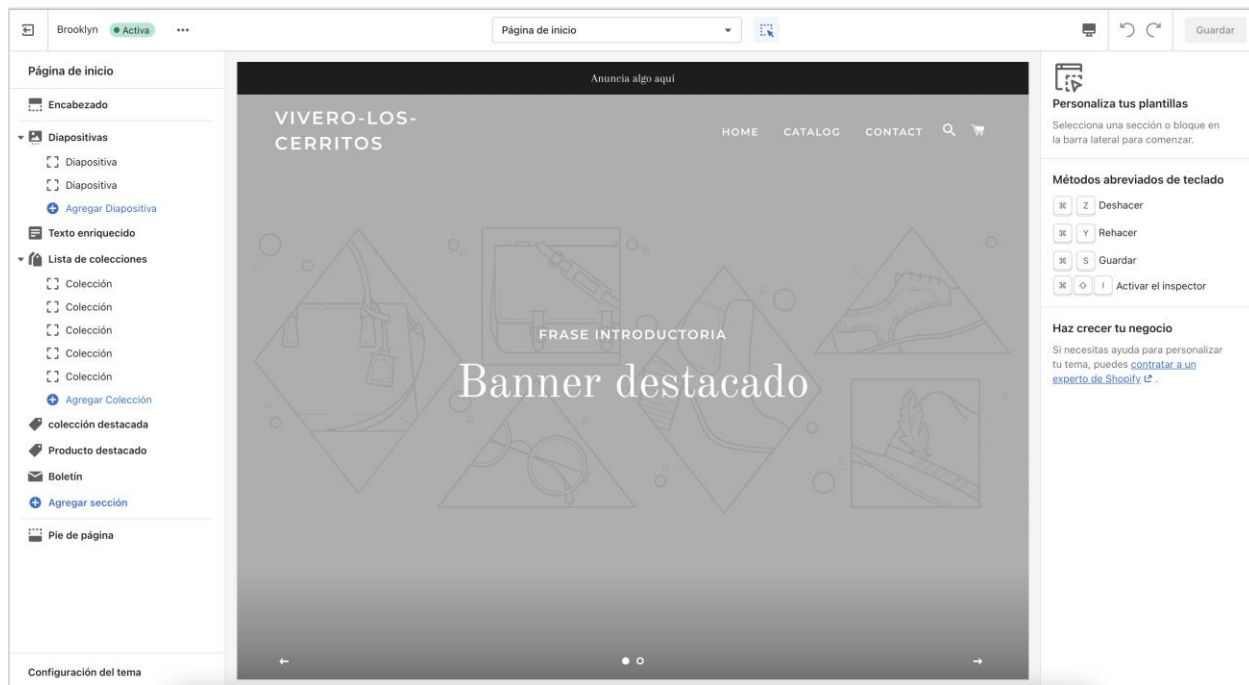 Brooklyn
Activa
Página de inicio
Guardar
Página de inicio
Encabezado
Diapositivas
Diapositiva
Diapositiva
Agregar Diapositiva
Texto enriquecido
Lista de colecciones
Colección
Colección
Colección
Colección
Colección
Agregar Colección
colección destacada
Producto destacado
Boletín
Agregar sección
Pie de página
Configuración del tema
Anuncia algo aquí
VIVERO-LOS-
CERRITOS
HOME CATALOG CONTACT
FRASE INTRODUCTORIA
Banner destacado
Personaliza tus plantillas
Selecciona una sección o bloque en
la barra lateral para comenzar.
Métodos abreviados de teclado
⌘ Z Deshacer
⌘ Y Rehacer
⌘ S Guardar
⌘ ⇧ I Activar el inspector
Haz crecer tu negocio
Si necesitas ayuda para personalizar
tu tema, puedes contratar a un
experto de Shopify .